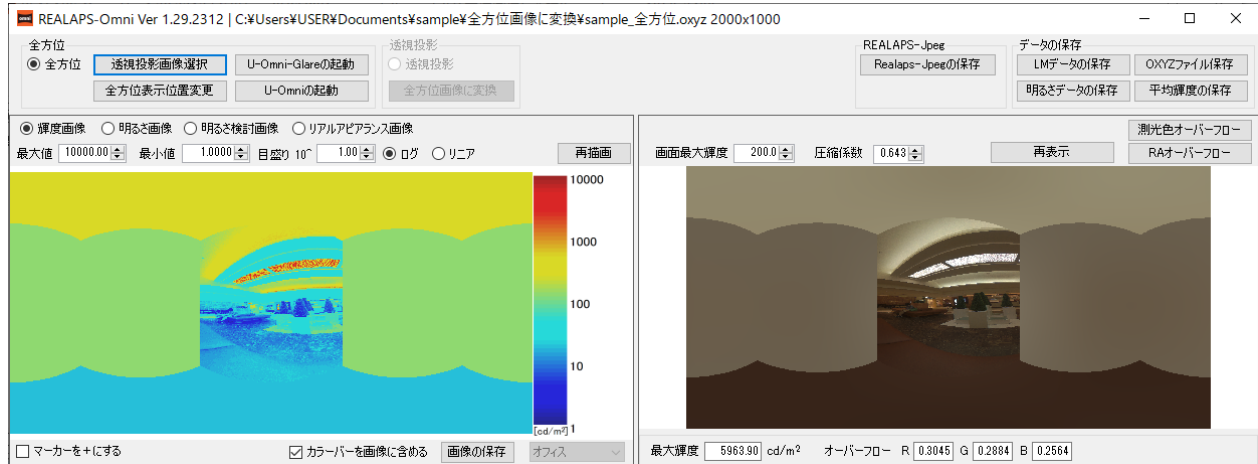 REALAPS-Omni Ver 1.29.2312 | C:¥Users¥USER¥Documents¥sample¥全方位画像に変換¥sample_全方位.oxyz 2000x1000
全方位
全方位 透視投影画像選択 U-Omni-Glareの起動
全方位表示位置変更 U-Omniの起動
透視投影
透視投影
全方位画像に変換
REALAPS-Jpeg
Realaps-Jpegの保存
データの保存
LMデータの保存 OXYZファイル保存
明るさデータの保存 平均輝度の保存
輝度画像 明るさ画像 明るさ検討画像 リアルアピアランス画像
最大値 10000.00 最小値 1.0000 目盛り 10^ 1.00 ログ リニア 再描画
10000
1000
100
10
1
[cd/m²]
マーカーを+にする カラーバーを画像に含める 画像の保存 オフィス
測光色オーバーフロー
画面最大輝度 200.0 圧縮係数 0.643 再表示 RAオーバーフロー
最大輝度 5963.90 cd/m² オーバーフロー R 0.3045 G 0.2884 B 0.2564